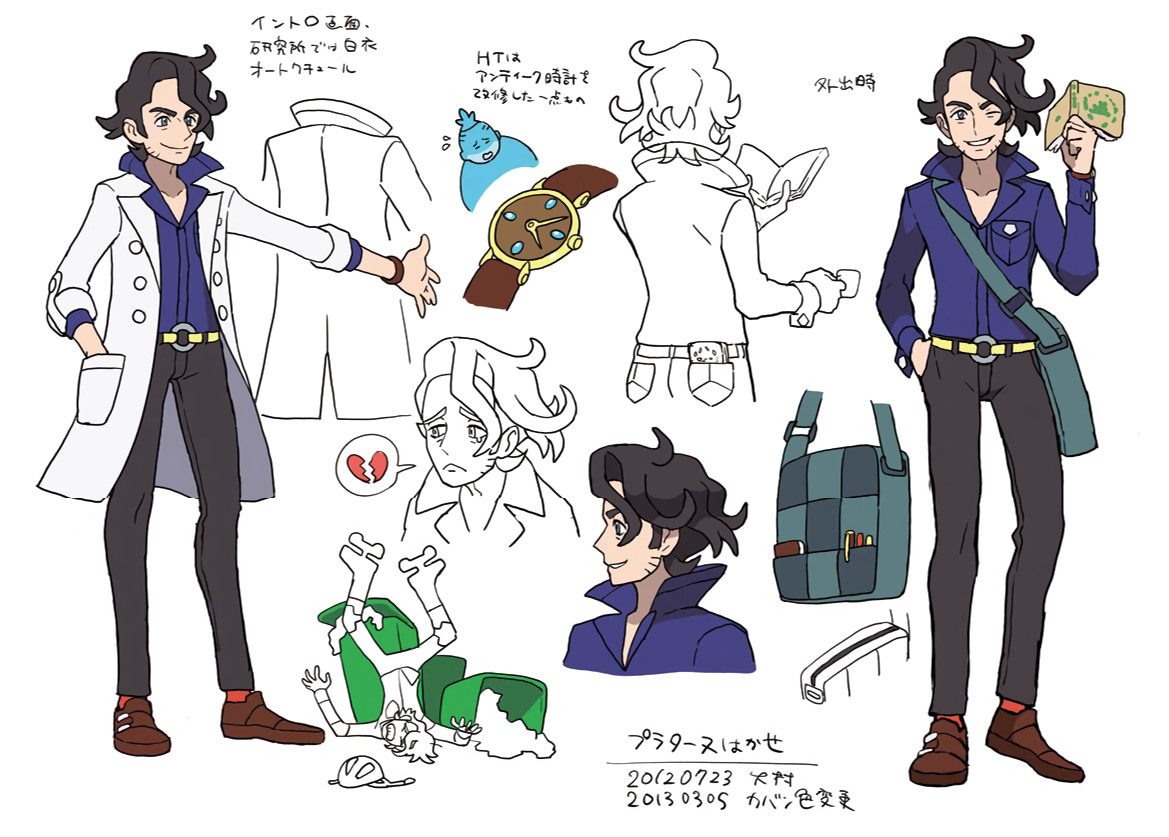 イントロ画面、
研究所では白衣
オートクチュール
HTは
アンティーク時計を
改修した一点もの
外出時
プラターヌはかせ
20120723 大村
20130305 カバン色変更